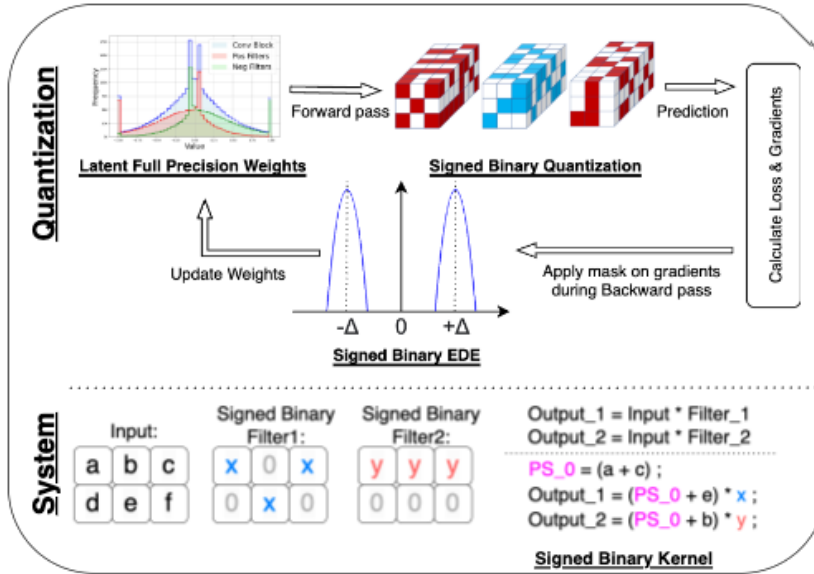 Quantization
Frequency
Conv Block
Pos Filters
Neg Filters
Value
Latent Full Precision Weights
Forward pass
Signed Binary Quantization
Prediction
Calculate Loss & Gradients
Update Weights
Apply mask on gradients
during Backward pass
-Δ 0 +Δ
Signed Binary EDE
System
Input:
a b c
d e f
Signed Binary
Filter1:
x 0 x
0 x 0
Signed Binary
Filter2:
y y y
0 0 0
Output_1 = Input * Filter_1
Output_2 = Input * Filter_2
PS_0 = (a + c) ;
Output_1 = (PS_0 + e) * x ;
Output_2 = (PS_0 + b) * y ;
Signed Binary Kernel